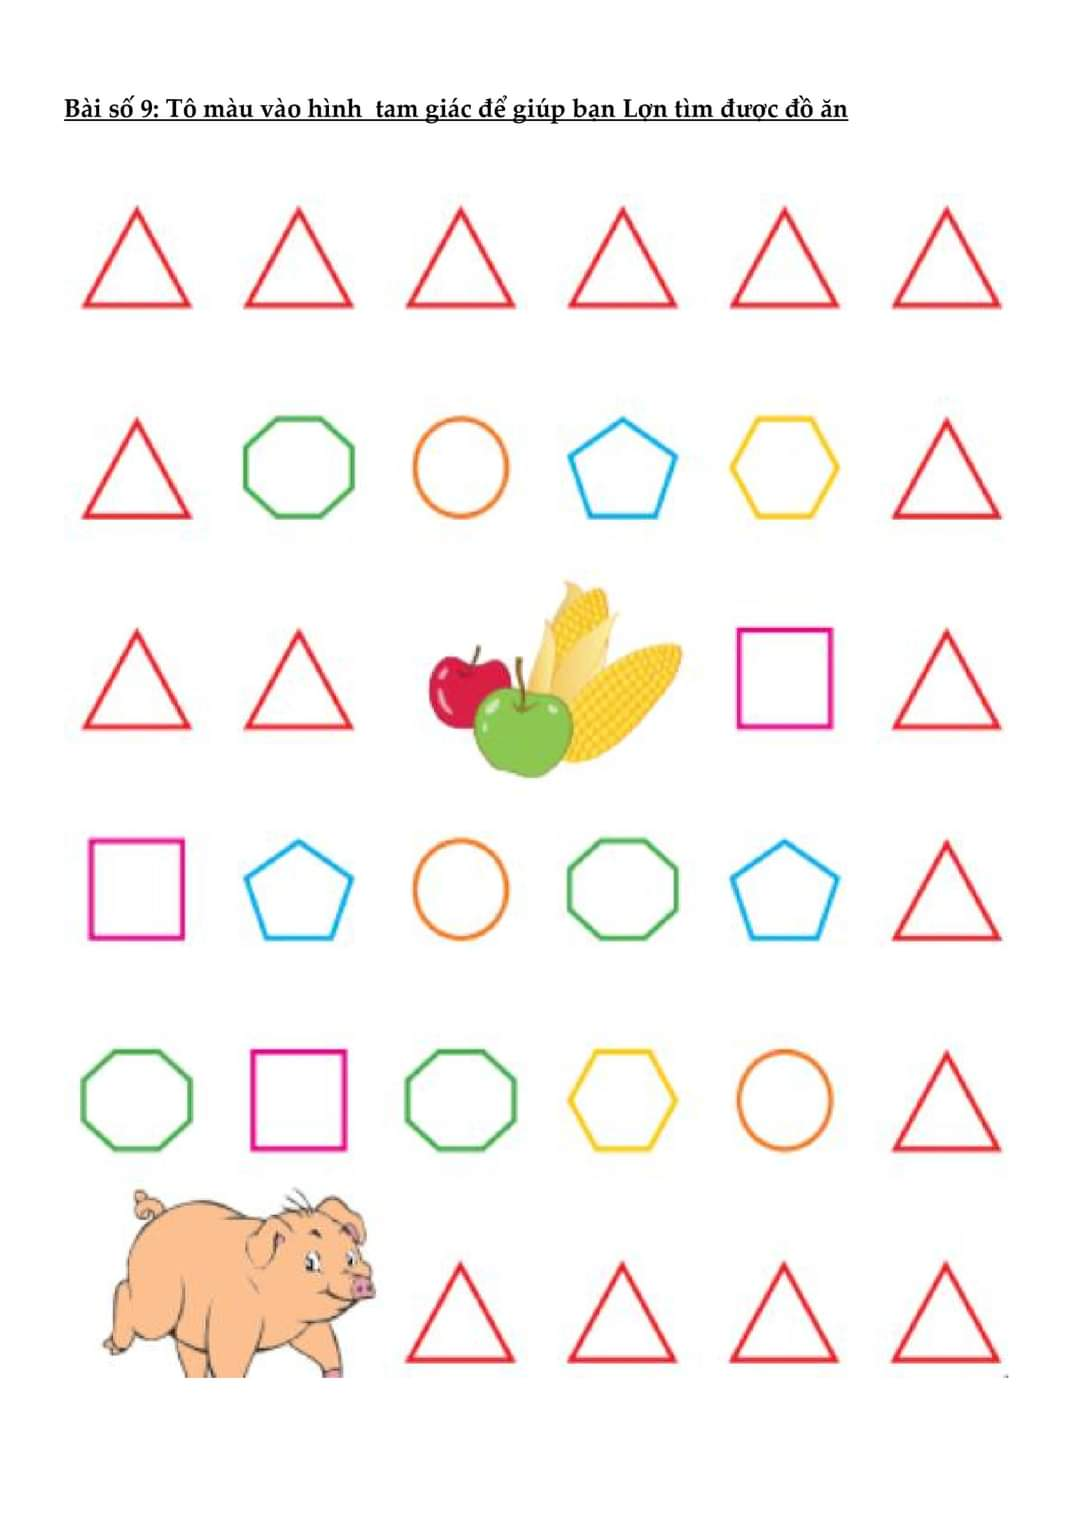 Bài số 9: Tô màu vào hình tam giác để giúp bạn Lợn tìm được đồ ăn